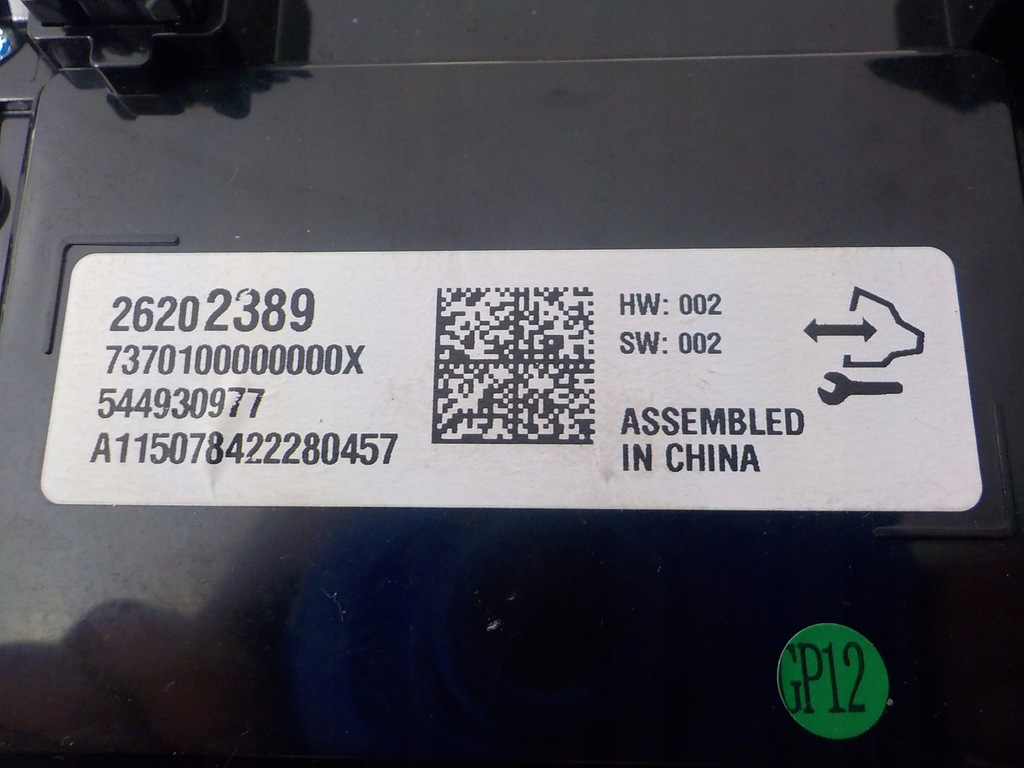 26202389
7370100000000X
544930977
A115078422280457
HW: 002
SW: 002
ASSEMBLED
IN CHINA
GP12